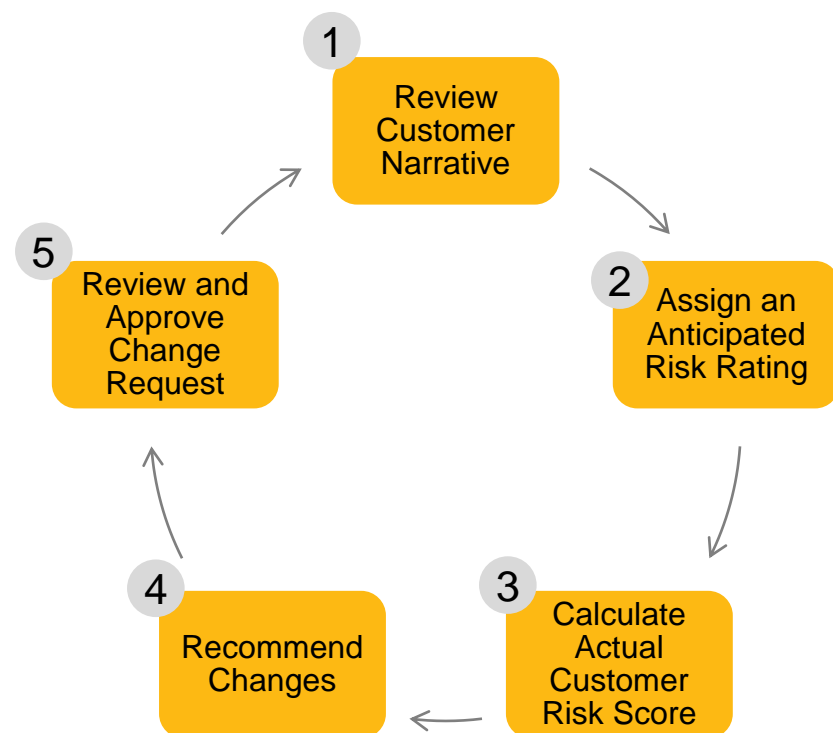 1
Review
Customer
Narrative
2
Assign an
Anticipated
Risk Rating
3
Calculate
Actual
Customer
Risk Score
4
Recommend
Changes
5
Review and
Approve
Change
Request